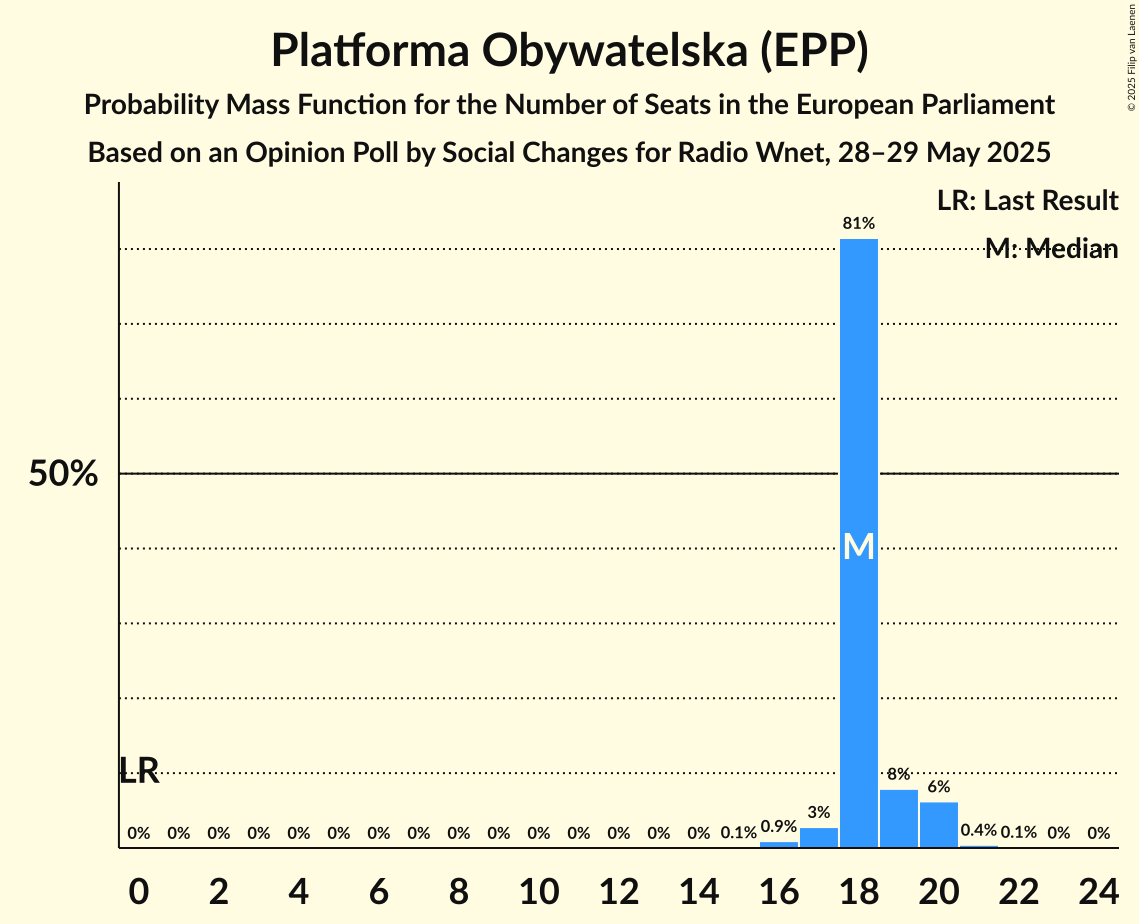 Platforma Obywatelska (EPP)
Probability Mass Function for the Number of Seats in the European Parliament
Based on an Opinion Poll by Social Changes for Radio Wnet, 28–29 May 2025
© 2025 Filip van Laenen
LR: Last Result
M: Median
81%
50%
M
LR
8%
6%
3%
0% 0% 0% 0% 0% 0% 0% 0% 0% 0% 0% 0% 0% 0% 0% 0.1% 0.9% 0.4% 0.1% 0% 0%
0 2 4 6 8 10 12 14 16 18 20 22 24